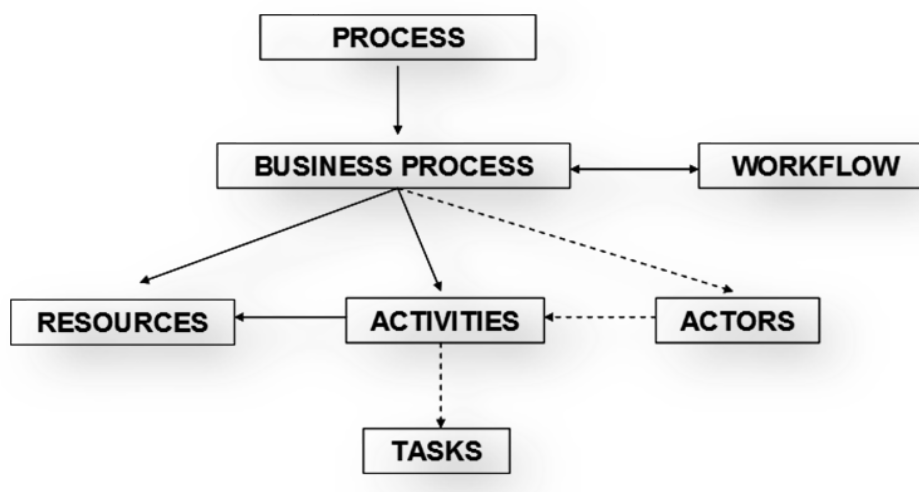 PROCESS
BUSINESS PROCESS
WORKFLOW
RESOURCES
ACTIVITIES
ACTORS
TASKS